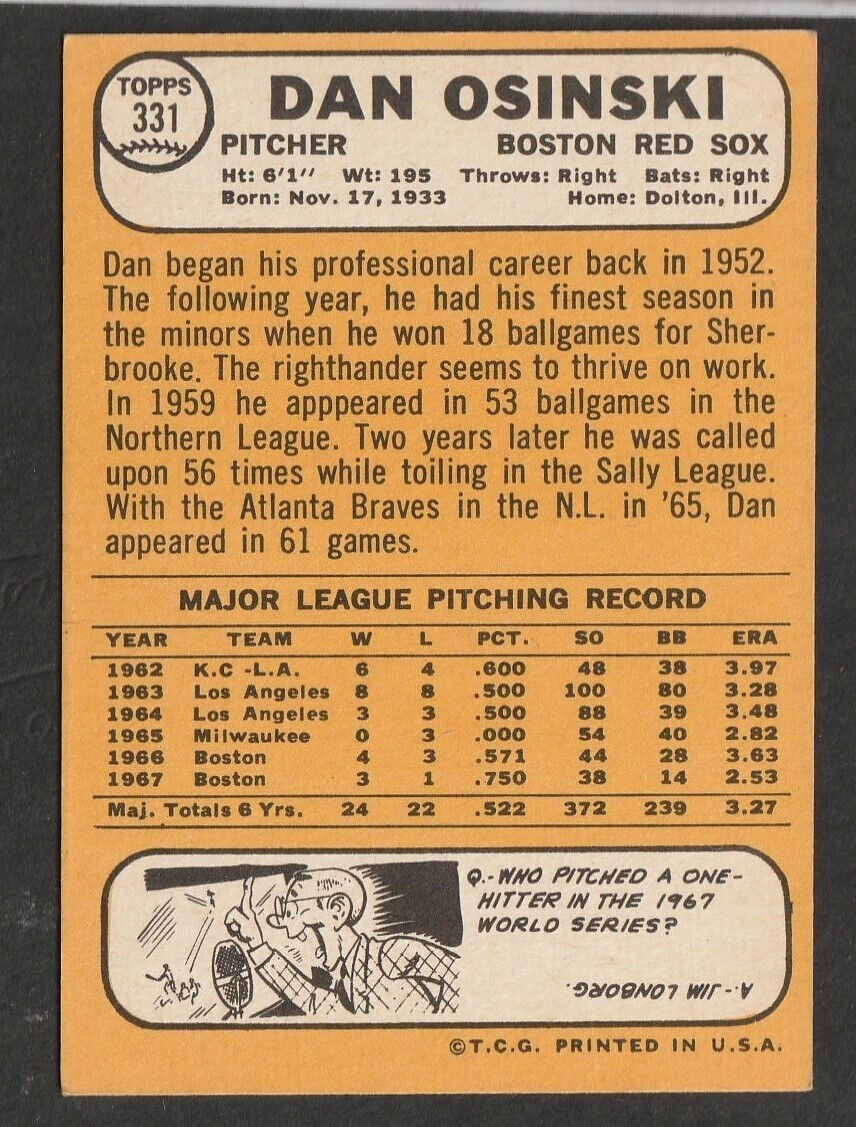 TOPPS
331
DAN OSINSKI
PITCHER BOSTON RED SOX
Ht: 6'1" Wt: 195 Throws: Right Bats: Right
Born: Nov. 17, 1933 Home: Dolton, Ill.
Dan began his professional career back in 1952.
The following year, he had his finest season in
the minors when he won 18 ballgames for Sher-
brooke. The righthander seems to thrive on work.
In 1959 he apppeared in 53 ballgames in the
Northern League. Two years later he was called
upon 56 times while toiling in the Sally League.
With the Atlanta Braves in the N.L. in '65, Dan
appeared in 61 games.
MAJOR LEAGUE PITCHING RECORD
YEAR TEAM W L PCT. SO BB ERA
1962 K.C -L.A. 6 4 .600 48 38 3.97
1963 Los Angeles 8 8 .500 100 80 3.28
1964 Los Angeles 3 3 .500 88 39 3.48
1965 Milwaukee 0 3 .000 54 40 2.82
1966 Boston 4 3 .571 44 28 3.63
1967 Boston 3 1 .750 38 14 2.53
Maj. Totals 6 Yrs. 24 22 .522 372 239 3.27
Q.-WHO PITCHED A ONE-
HITTER IN THE 1967
WORLD SERIES?
A.-JIM LONBORG.
©T.C.G. PRINTED IN U.S.A.